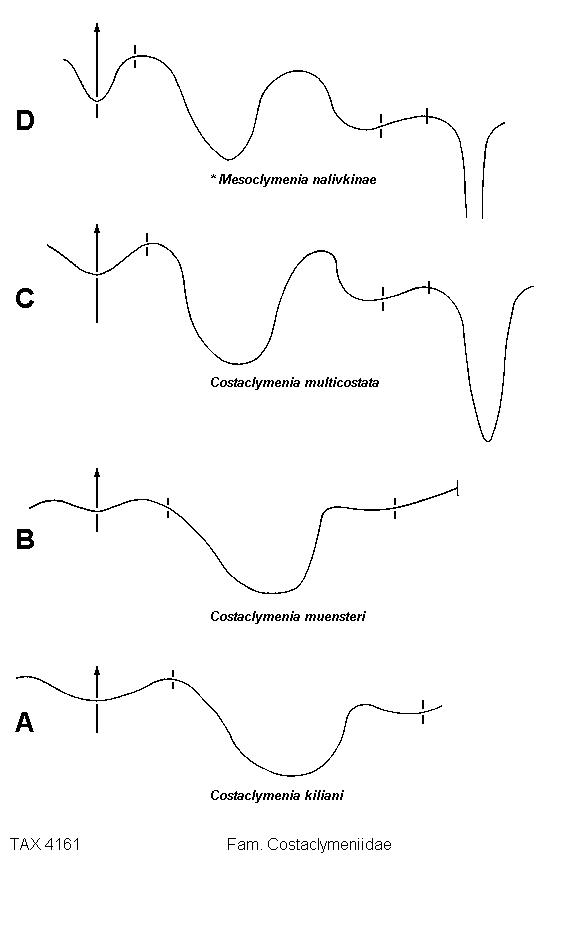 D
* Mesoclymenia nalivkinae
C
Costaclymenia multicostata
B
Costaclymenia muensteri
A
Costaclymenia kiliani
TAX 4161 Fam. Costaclymeniidae